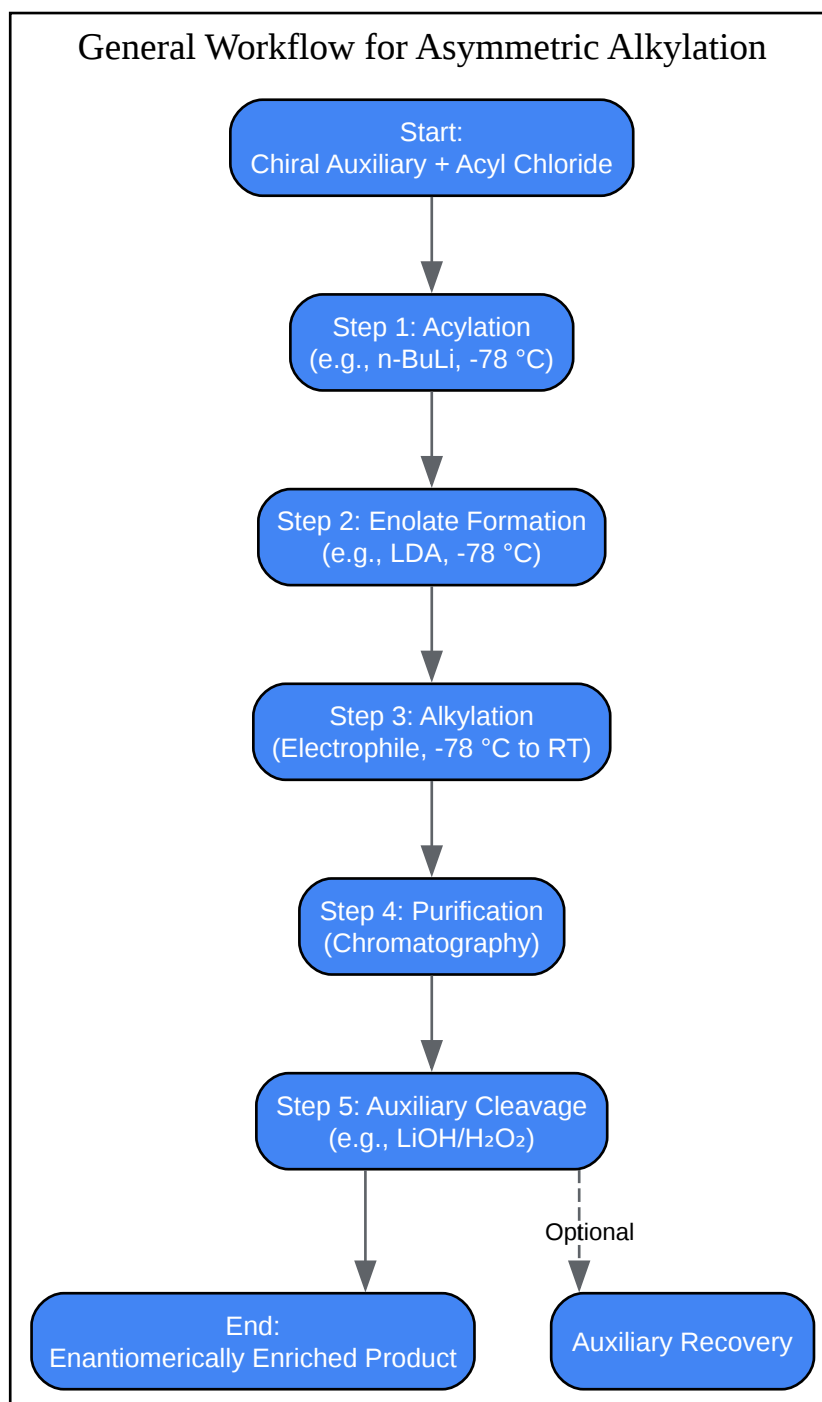 General Workflow for Asymmetric Alkylation
Start:
Chiral Auxiliary + Acyl Chloride
Step 1: Acylation
(e.g., n-BuLi, -78 °C)
Step 2: Enolate Formation
(e.g., LDA, -78 °C)
Step 3: Alkylation
(Electrophile, -78 °C to RT)
Step 4: Purification
(Chromatography)
Step 5: Auxiliary Cleavage
(e.g., LiOH/H₂O₂)
Optional
End:
Enantiomerically Enriched Product
Auxiliary Recovery